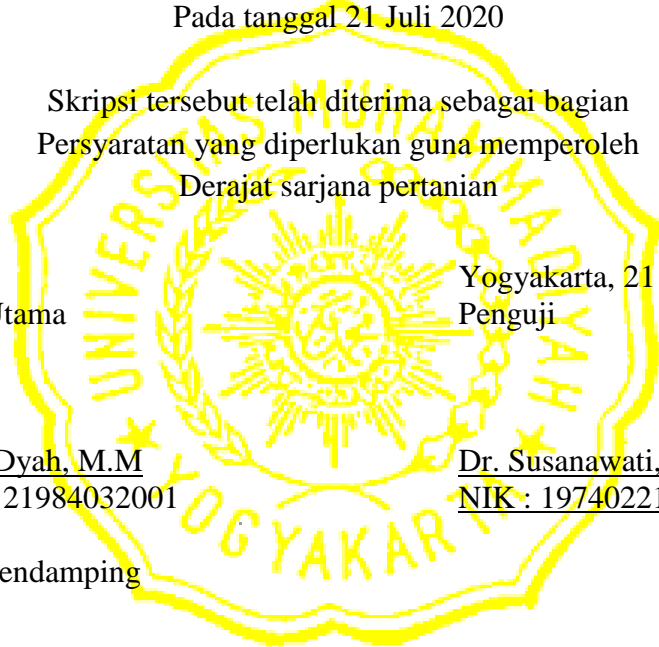 Pada tanggal 21 Juli 2020
Skripsi tersebut telah diterima sebagai bagian
Persyaratan yang diperlukan guna memperoleh
Derajat sarjana pertanian
Yogyakarta, 21
Utama
Penguji
Dyah, M.M
Dr. Susanawati,
21984032001
NIK : 19740221
endamping
UNIVERSITAS MUHAMMADIYAH
YOGYAKARTA